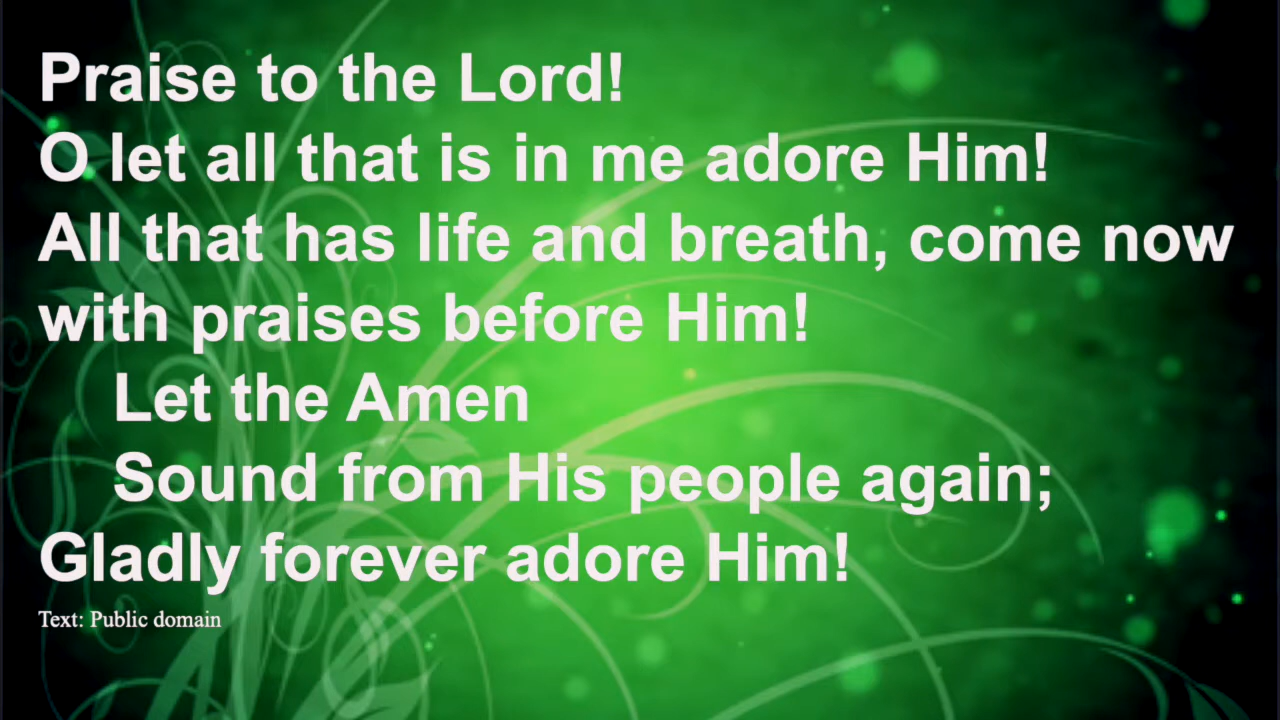 Praise to the Lord!
O let all that is in me adore Him!
All that has life and breath, come now
with praises before Him!
Let the Amen
Sound from His people again;
Gladly forever adore Him!
Text: Public domain